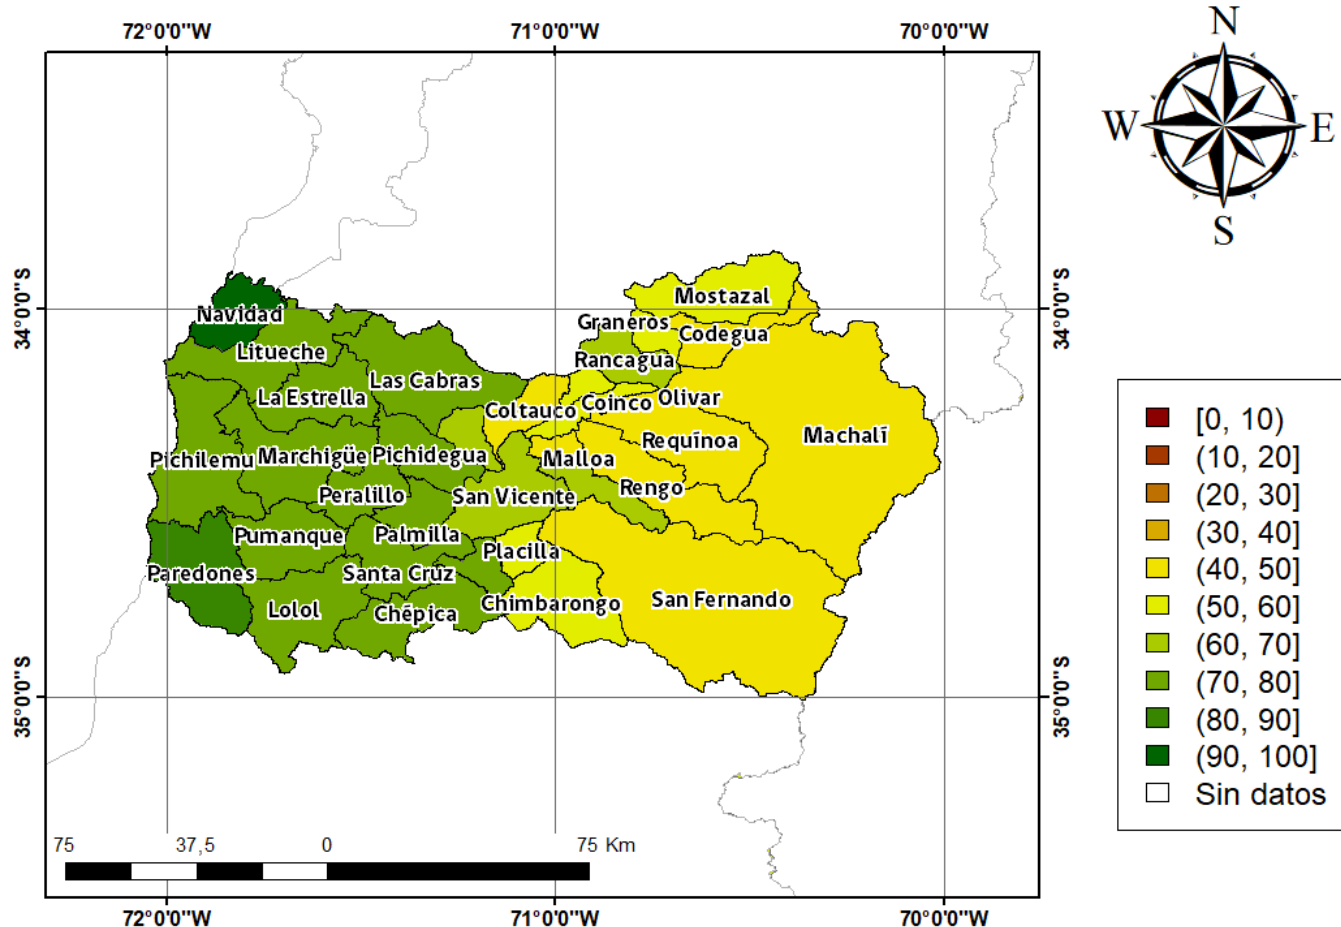 72°0'0"W
71°0'0"W
70°0'0"W
N
W
E
S
34°0'0"S
34°0'0"S
35°0'0"S
35°0'0"S
Navidad
Litueche
La Estrella
Las Cabras
Pichilemu
Marchigüe
Pichidegua
Peralillo
Pumanque
Palmilla
Paredones
Santa Cruz
Lolol
Chépica
Mostazal
Graneros
Codegua
Rancagua
Coltauco
Coinco
Olivar
Requínoa
Machalí
Malloa
Rengo
San Vicente
Placilla
Chimbarongo
San Fernando
[0, 10)
(10, 20]
(20, 30]
(30, 40]
(40, 50]
(50, 60]
(60, 70]
(70, 80]
(80, 90]
(90, 100]
Sin datos
75
37,5
0
75 Km
72°0'0"W
71°0'0"W
70°0'0"W